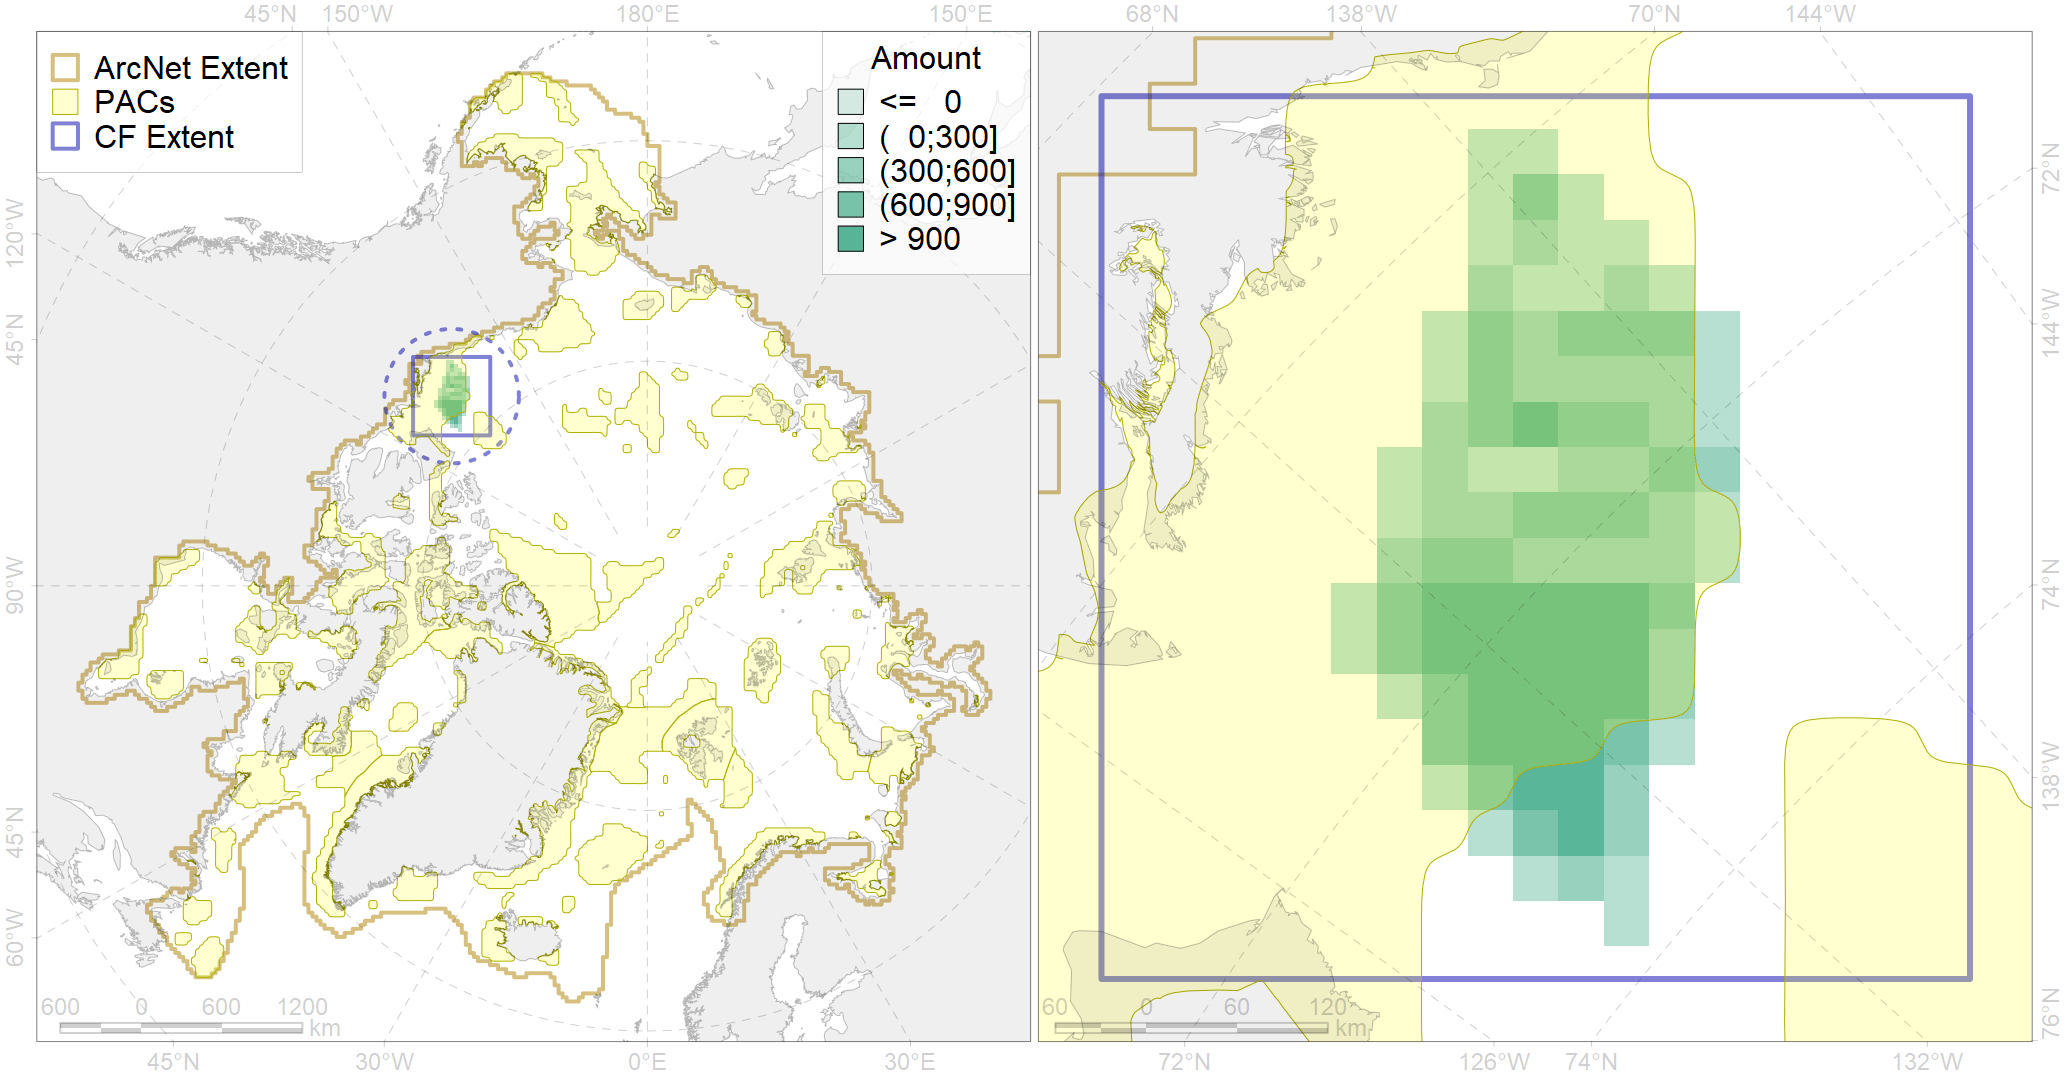 45°N 150°W 180°E 150°E 68°N 138°W 70°N 144°W
ArcNet Extent
PACs
CF Extent
Amount
<= 0
( 0;300]
(300;600]
(600;900]
> 900
120°W
45°N
90°W
45°N
60°W
72°N
144°W
74°N
138°W
76°N
600 0 600 1200
km
60 0 60 120
km
45°N 30°W 0°E 30°E 72°N 126°W 74°N 132°W